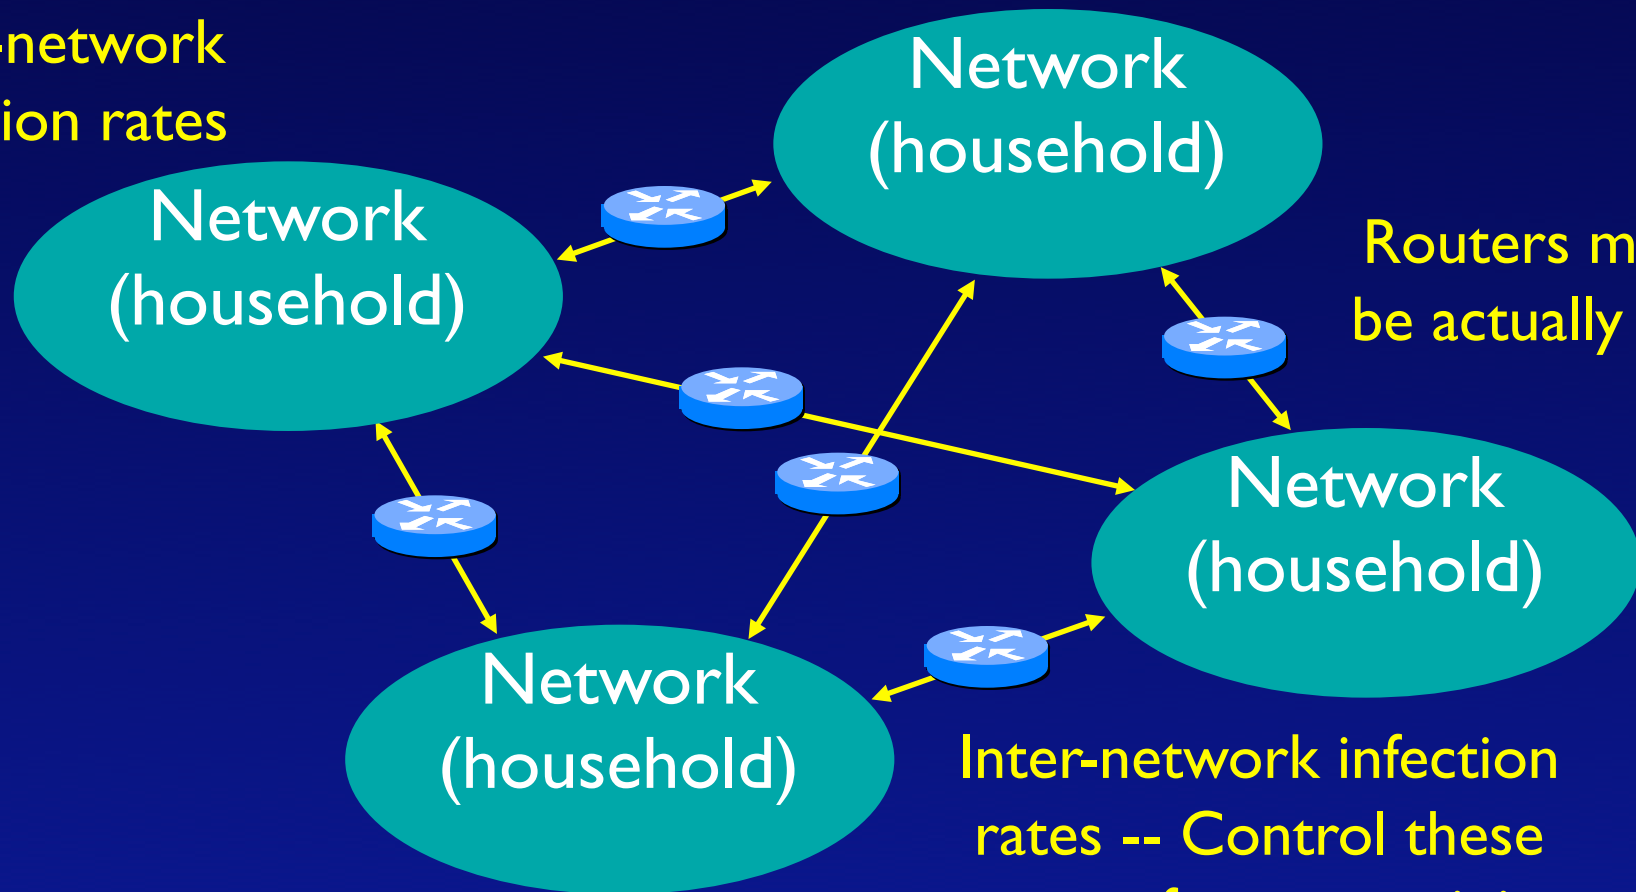 -network
ion rates
Network
(household)
Network
(household)
Routers m
be actually
Network
(household)
Network
(household)
Inter-network infection
rates -- Control these